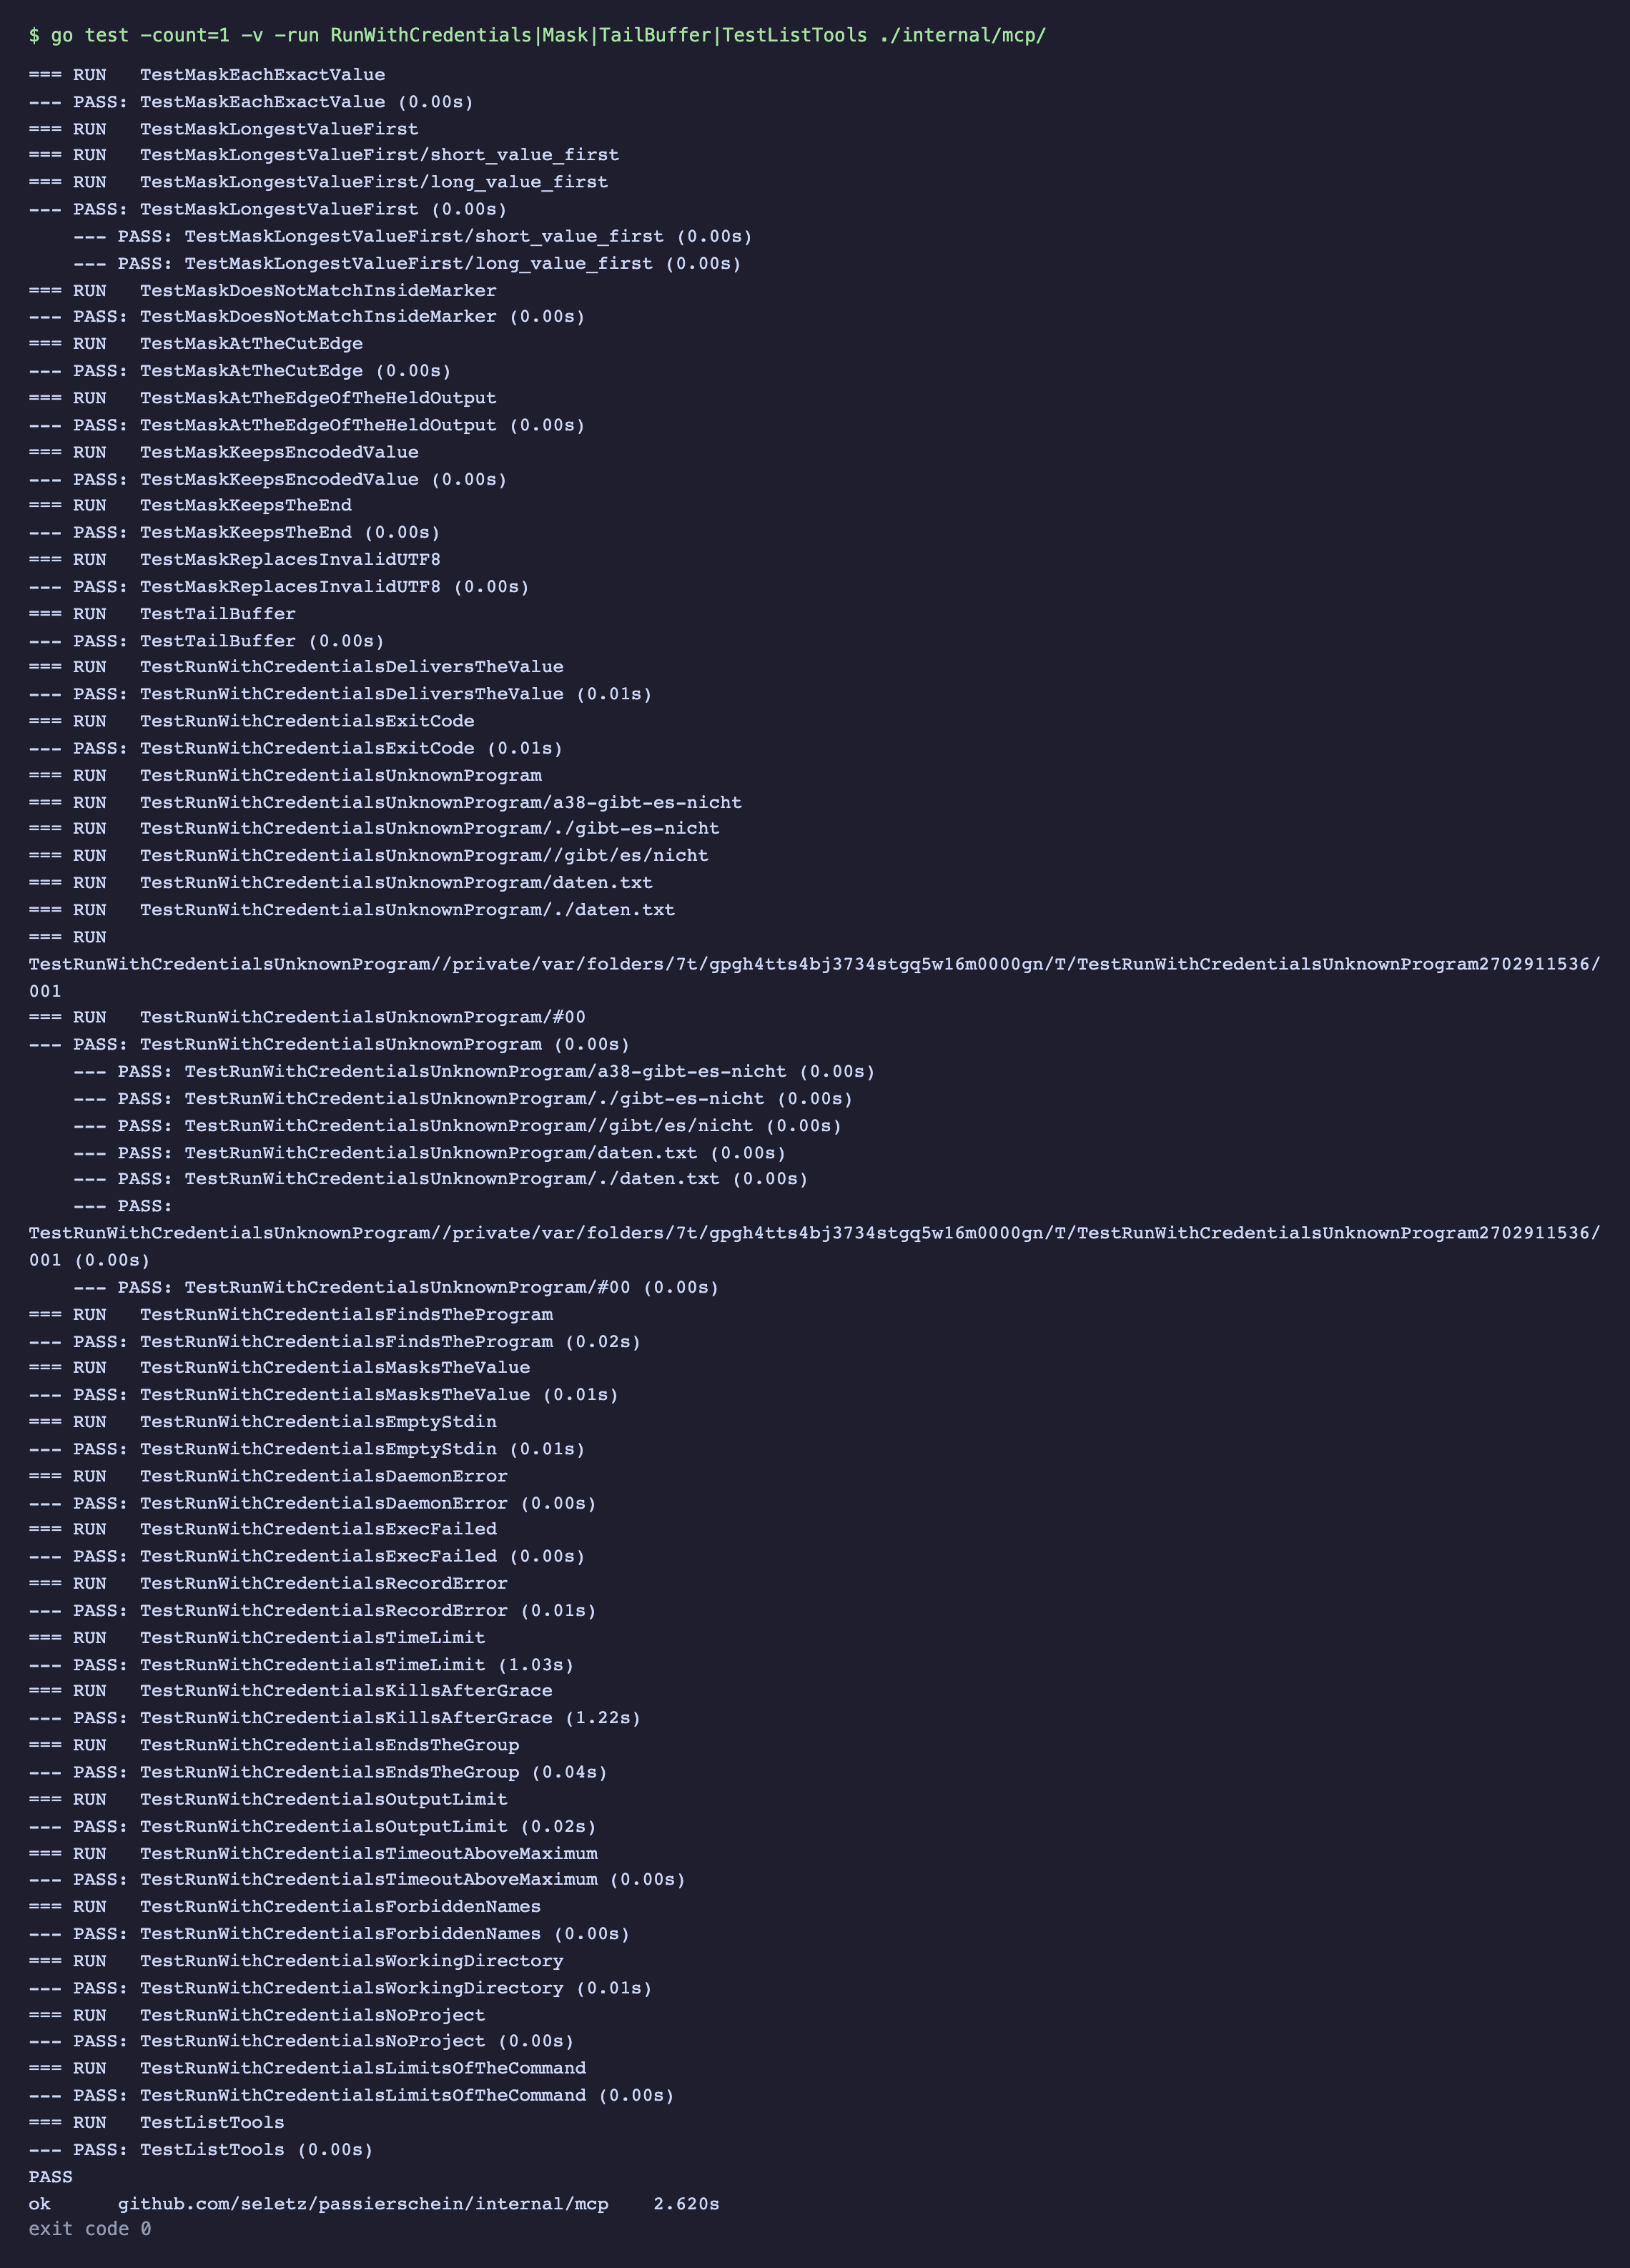 $ go test -count=1 -v -run RunWithCredentials|Mask|TailBuffer|TestListTools ./internal/mcp/
=== RUN   TestMaskEachExactValue
--- PASS: TestMaskEachExactValue (0.00s)
=== RUN   TestMaskLongestValueFirst
=== RUN   TestMaskLongestValueFirst/short_value_first
=== RUN   TestMaskLongestValueFirst/long_value_first
--- PASS: TestMaskLongestValueFirst (0.00s)
    --- PASS: TestMaskLongestValueFirst/short_value_first (0.00s)
    --- PASS: TestMaskLongestValueFirst/long_value_first (0.00s)
=== RUN   TestMaskDoesNotMatchInsideMarker
--- PASS: TestMaskDoesNotMatchInsideMarker (0.00s)
=== RUN   TestMaskAtTheCutEdge
--- PASS: TestMaskAtTheCutEdge (0.00s)
=== RUN   TestMaskAtTheEdgeOfTheHeldOutput
--- PASS: TestMaskAtTheEdgeOfTheHeldOutput (0.00s)
=== RUN   TestMaskKeepsEncodedValue
--- PASS: TestMaskKeepsEncodedValue (0.00s)
=== RUN   TestMaskKeepsTheEnd
--- PASS: TestMaskKeepsTheEnd (0.00s)
=== RUN   TestMaskReplacesInvalidUTF8
--- PASS: TestMaskReplacesInvalidUTF8 (0.00s)
=== RUN   TestTailBuffer
--- PASS: TestTailBuffer (0.00s)
=== RUN   TestRunWithCredentialsDeliversTheValue
--- PASS: TestRunWithCredentialsDeliversTheValue (0.01s)
=== RUN   TestRunWithCredentialsExitCode
--- PASS: TestRunWithCredentialsExitCode (0.01s)
=== RUN   TestRunWithCredentialsUnknownProgram
=== RUN   TestRunWithCredentialsUnknownProgram/a38-gibt-es-nicht
=== RUN   TestRunWithCredentialsUnknownProgram/./gibt-es-nicht
=== RUN   TestRunWithCredentialsUnknownProgram//gibt/es/nicht
=== RUN   TestRunWithCredentialsUnknownProgram/daten.txt
=== RUN   TestRunWithCredentialsUnknownProgram/./daten.txt
=== RUN
TestRunWithCredentialsUnknownProgram//private/var/folders/7t/gpgh4tts4bj3734stgq5w16m0000gn/T/TestRunWithCredentialsUnknownProgram2702911536/
001
=== RUN   TestRunWithCredentialsUnknownProgram/#00
--- PASS: TestRunWithCredentialsUnknownProgram (0.00s)
    --- PASS: TestRunWithCredentialsUnknownProgram/a38-gibt-es-nicht (0.00s)
    --- PASS: TestRunWithCredentialsUnknownProgram/./gibt-es-nicht (0.00s)
    --- PASS: TestRunWithCredentialsUnknownProgram//gibt/es/nicht (0.00s)
    --- PASS: TestRunWithCredentialsUnknownProgram/daten.txt (0.00s)
    --- PASS: TestRunWithCredentialsUnknownProgram/./daten.txt (0.00s)
    --- PASS:
TestRunWithCredentialsUnknownProgram//private/var/folders/7t/gpgh4tts4bj3734stgq5w16m0000gn/T/TestRunWithCredentialsUnknownProgram2702911536/
001 (0.00s)
    --- PASS: TestRunWithCredentialsUnknownProgram/#00 (0.00s)
=== RUN   TestRunWithCredentialsFindsTheProgram
--- PASS: TestRunWithCredentialsFindsTheProgram (0.02s)
=== RUN   TestRunWithCredentialsMasksTheValue
--- PASS: TestRunWithCredentialsMasksTheValue (0.01s)
=== RUN   TestRunWithCredentialsEmptyStdin
--- PASS: TestRunWithCredentialsEmptyStdin (0.01s)
=== RUN   TestRunWithCredentialsDaemonError
--- PASS: TestRunWithCredentialsDaemonError (0.00s)
=== RUN   TestRunWithCredentialsExecFailed
--- PASS: TestRunWithCredentialsExecFailed (0.00s)
=== RUN   TestRunWithCredentialsRecordError
--- PASS: TestRunWithCredentialsRecordError (0.01s)
=== RUN   TestRunWithCredentialsTimeLimit
--- PASS: TestRunWithCredentialsTimeLimit (1.03s)
=== RUN   TestRunWithCredentialsKillsAfterGrace
--- PASS: TestRunWithCredentialsKillsAfterGrace (1.22s)
=== RUN   TestRunWithCredentialsEndsTheGroup
--- PASS: TestRunWithCredentialsEndsTheGroup (0.04s)
=== RUN   TestRunWithCredentialsOutputLimit
--- PASS: TestRunWithCredentialsOutputLimit (0.02s)
=== RUN   TestRunWithCredentialsTimeoutAboveMaximum
--- PASS: TestRunWithCredentialsTimeoutAboveMaximum (0.00s)
=== RUN   TestRunWithCredentialsForbiddenNames
--- PASS: TestRunWithCredentialsForbiddenNames (0.00s)
=== RUN   TestRunWithCredentialsWorkingDirectory
--- PASS: TestRunWithCredentialsWorkingDirectory (0.01s)
=== RUN   TestRunWithCredentialsNoProject
--- PASS: TestRunWithCredentialsNoProject (0.00s)
=== RUN   TestRunWithCredentialsLimitsOfTheCommand
--- PASS: TestRunWithCredentialsLimitsOfTheCommand (0.00s)
=== RUN   TestListTools
--- PASS: TestListTools (0.00s)
PASS
ok      github.com/seletz/passierschein/internal/mcp    2.620s
exit code 0